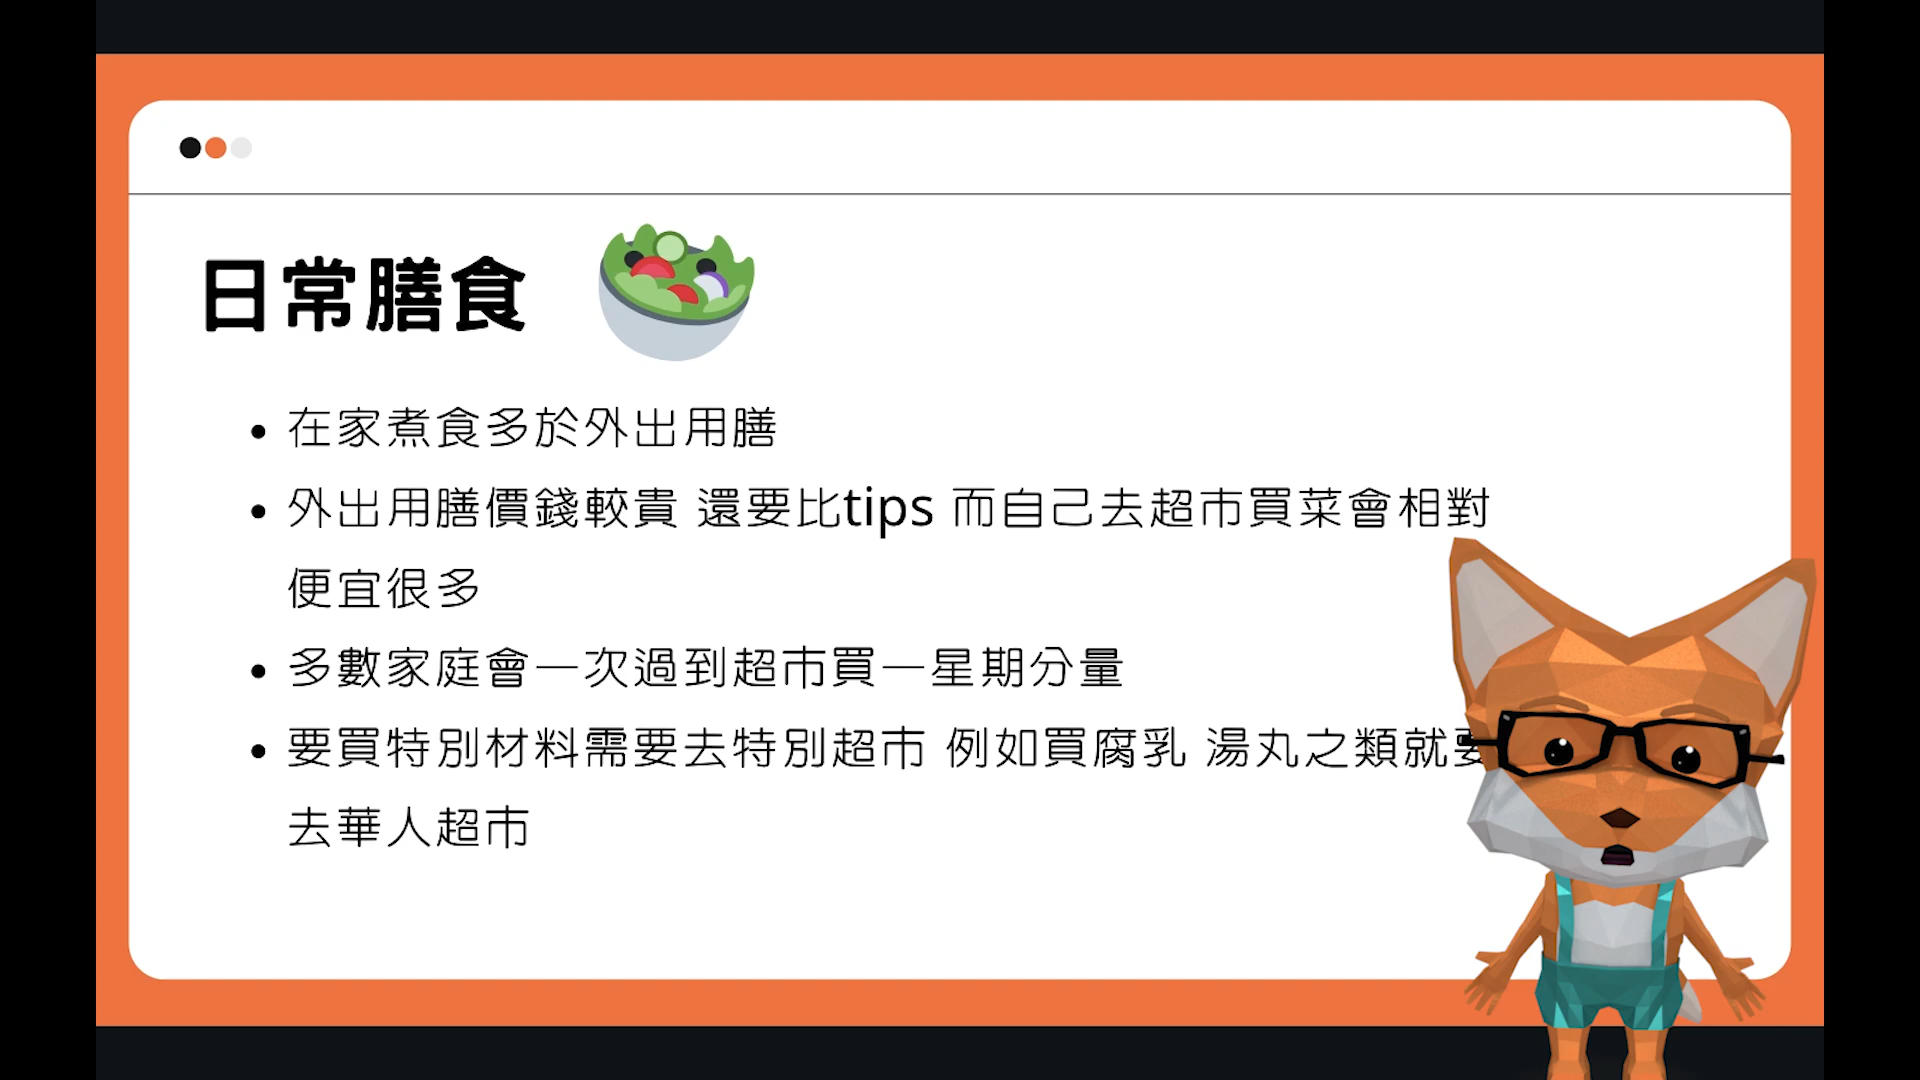 日常膳食
在家煮食多於外出用膳
外出用膳價錢較貴 還要比tips 而自己去超市買菜會相對
便宜很多
多數家庭會一次過到超市買一星期分量
要買特別材料需要去特別超市 例如買腐乳 湯丸之類就要
去華人超市